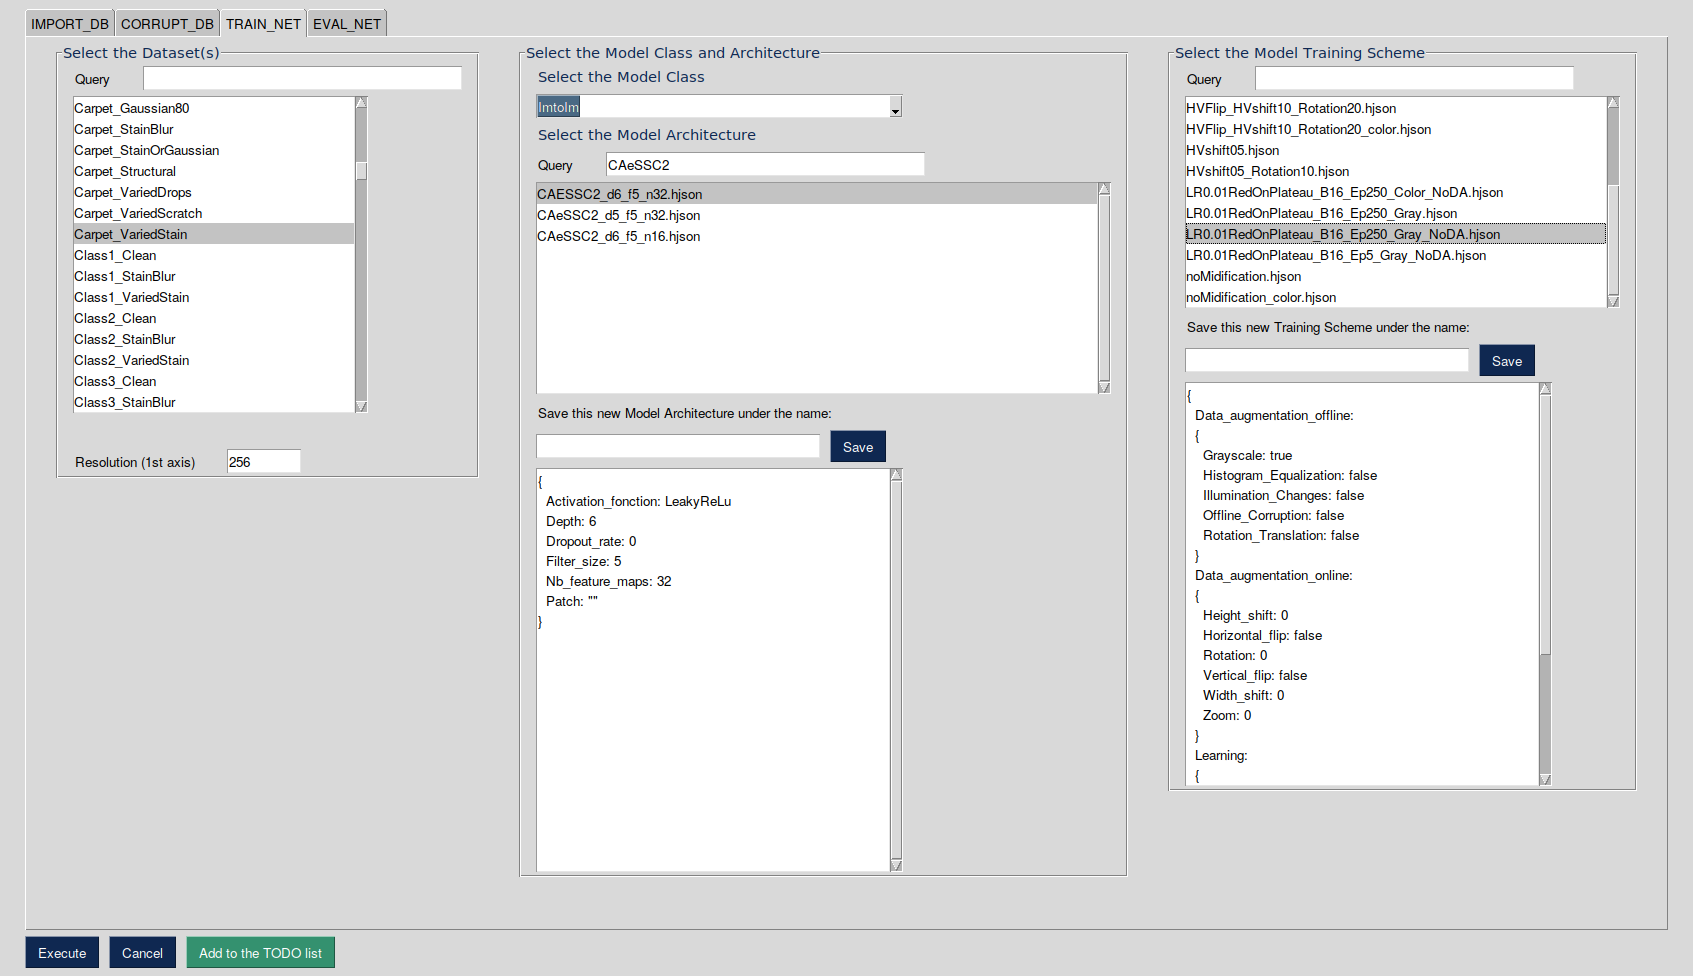 IMPORT_DB CORRUPT_DB TRAIN_NET EVAL_NET
Select the Dataset(s)
Query
Carpet_Gaussian80
Carpet_StainBlur
Carpet_StainOrGaussian
Carpet_Structural
Carpet_VariedDrops
Carpet_VariedScratch
Carpet_VariedStain
Class1_Clean
Class1_StainBlur
Class1_VariedStain
Class2_Clean
Class2_StainBlur
Class2_VariedStain
Class3_Clean
Class3_StainBlur
Resolution (1st axis) 256
Select the Model Class and Architecture
Select the Model Class
ImtoIm
Select the Model Architecture
Query CAeSSC2
CAESSC2_d6_f5_n32.hjson
CAeSSC2_d5_f5_n32.hjson
CAeSSC2_d6_f5_n16.hjson
Save this new Model Architecture under the name:
Save
{
Activation_fonction: LeakyReLu
Depth: 6
Dropout_rate: 0
Filter_size: 5
Nb_feature_maps: 32
Patch: ""
}
Select the Model Training Scheme
Query
HVFlip_HVshift10_Rotation20.hjson
HVFlip_HVshift10_Rotation20_color.hjson
HVshift05.hjson
HVshift05_Rotation10.hjson
LR0.01RedOnPlateau_B16_Ep250_Color_NoDA.hjson
LR0.01RedOnPlateau_B16_Ep250_Gray.hjson
LR0.01RedOnPlateau_B16_Ep250_Gray_NoDA.hjson
LR0.01RedOnPlateau_B16_Ep5_Gray_NoDA.hjson
noMidification.hjson
noMidification_color.hjson
Save this new Training Scheme under the name:
Save
{
Data_augmentation_offline:
{
Grayscale: true
Histogram_Equalization: false
Illumination_Changes: false
Offline_Corruption: false
Rotation_Translation: false
}
Data_augmentation_online:
{
Height_shift: 0
Horizontal_flip: false
Rotation: 0
Vertical_flip: false
Width_shift: 0
Zoom: 0
}
Learning:
{
Execute Cancel Add to the TODO list